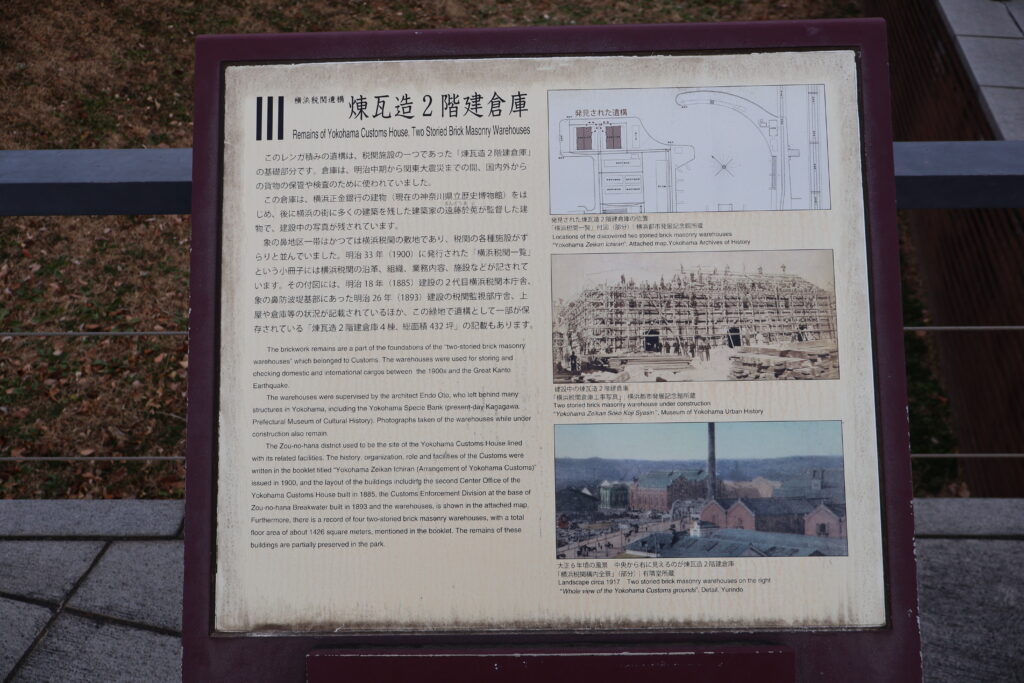 横浜税関遺構 煉瓦造2階建倉庫
Remains of Yokohama Customs House, Two Storied Brick Masonry Warehouses
このレンガ積みの遺構は、税関施設の一つであった「煉瓦造2階建倉庫」
の基礎部分です。倉庫は、明治中期から関東大震災までの間、国内外から
の貨物の保管や検査のために使われていました。
この倉庫は、横浜正金銀行の建物（現在の神奈川県立歴史博物館）をは
じめ、後に横浜の街に多くの建築を残した建築家の遠藤於菟が監督した建
物で、建設中の写真が残されています。
象の鼻地区一帯はかつては横浜税関の敷地であり、税関の各種施設がず
らりと並んでいました。明治33年（1900）に発行された「横浜税関一覧」
という小冊子には横浜税関の沿革、組織、業務内容、施設などが記されて
います。その付図には、明治18年（1885）建設の2代目横浜税関本庁舎、
象の鼻防波堤基部にあった明治26年（1893）建設の税関監視部庁舎、上
屋や倉庫等の状況が記載されているほか、この緑地で遺構として一部が保
存されている「煉瓦造2階建倉庫4棟、総面積432坪」の記載もあります。
The brickwork remains are a part of the foundations of the "two-storied brick masonry
warehouses" which belonged to Customs. The warehouses were used for storing and
checking domestic and international cargos between the 1900s and the Great Kanto
Earthquake.
The warehouses were supervised by the architect Endo Oto, who left behind many
structures in Yokohama, including the Yokohama Specie Bank (present-day Kanagawa
Prefectural Museum of Cultural History). Photographs taken of the warehouses while under
construction also remain.
The Zou-no-hana district used to be the site of the Yokohama Customs House lined
with its related facilities. The history, organization, role and facilities of the Customs were
written in the booklet titled "Yokohama Zeikan Ichiran (Arrangement of Yokohama Customs)"
issued in 1900, and the layout of the buildings including the second Center Office of the
Yokohama Customs House built in 1885, the Customs Enforcement Division at the base of
Zou-no-hana Breakwater built in 1893 and the warehouses, is shown in the attached map.
Furthermore, there is a record of four two-storied brick masonry warehouses, with a total
floor area of about 1426 square meters, mentioned in the booklet. The remains of these
buildings are partially preserved in the park.
発見された遺構
発見された煉瓦造2階建倉庫の位置
「横浜税関一覧」付図（部分） 横浜都市発展記念館所蔵
Locations of the discovered two storied brick masonry warehouses
"Yokohama Zeikan Ichiran", Attached map,Yokohama Archives of History
建設中の煉瓦造2階建倉庫
「横浜税関倉庫工事写真」 横浜都市発展記念館所蔵
Two storied brick masonry warehouse under construction
"Yokohama Zeikan Soko Koji Syasin", Museum of Yokohama Urban History
大正6年頃の風景 中央から右に見えるのが煉瓦造2階建倉庫
「横浜税関構内全景」（部分） 有隣堂所蔵
Landscape circa 1917 Two storied brick masonry warehouses on the right
"Whole view of the Yokohama Customs grounds", Detail, Yurindo